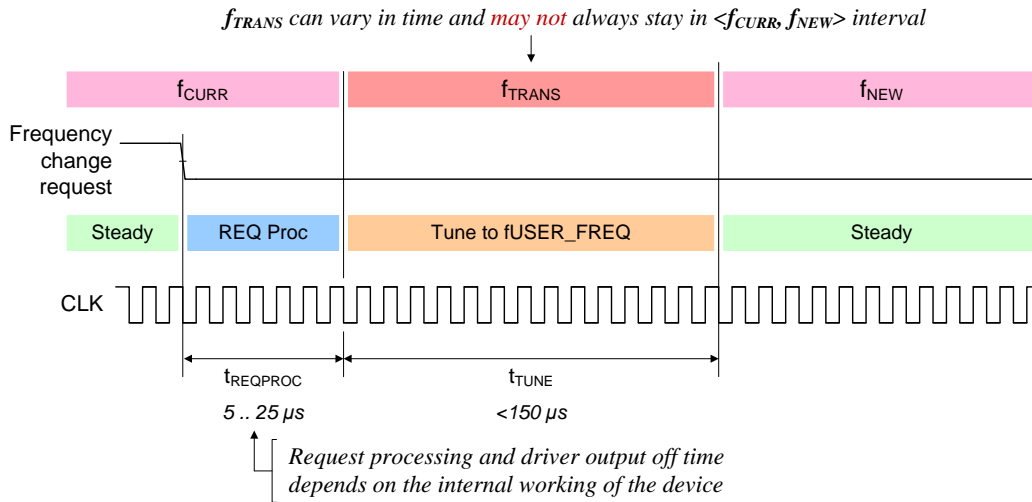 fTRANS can vary in time and may not always stay in <fCURR, fNEW> interval
fCURR
fTRANS
fNEW
Frequency
change
request
Steady
REQ Proc
Tune to fUSER_FREQ
Steady
CLK
tREQPROC
tTUNE
5 .. 25 µs
<150 µs
Request processing and driver output off time
depends on the internal working of the device